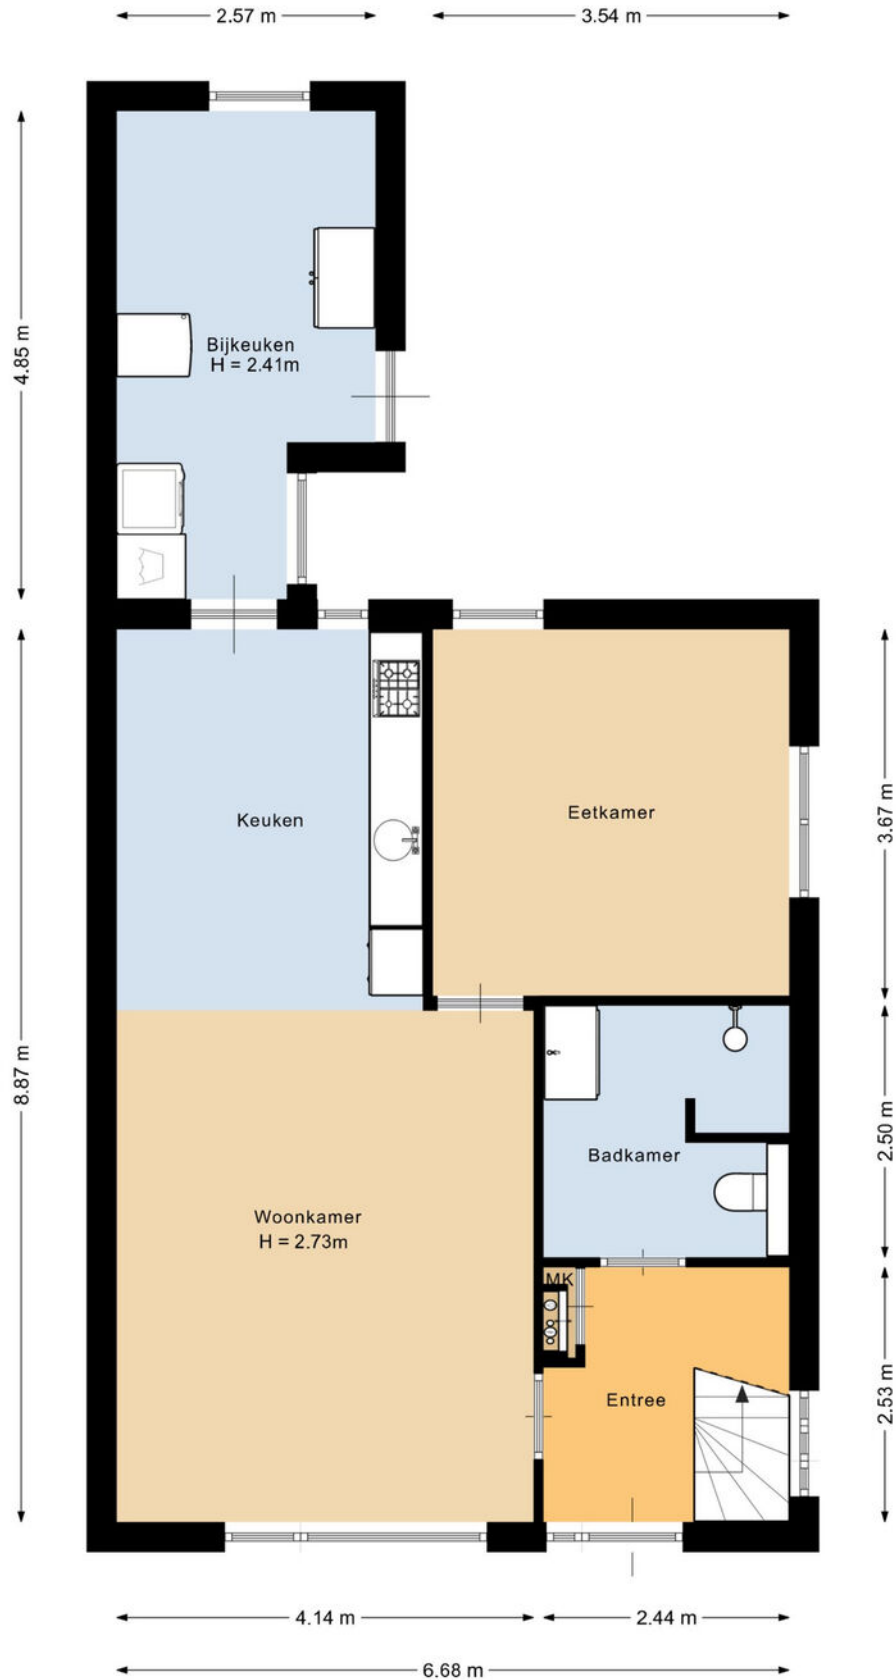 2.57 m
3.54 m
4.85 m
Bijkeuken
H = 2.41m
Keuken
Eetkamer
3.67 m
8.87 m
2.50 m
Badkamer
Woonkamer
H = 2.73m
MK
Entree
2.53 m
4.14 m
2.44 m
6.68 m